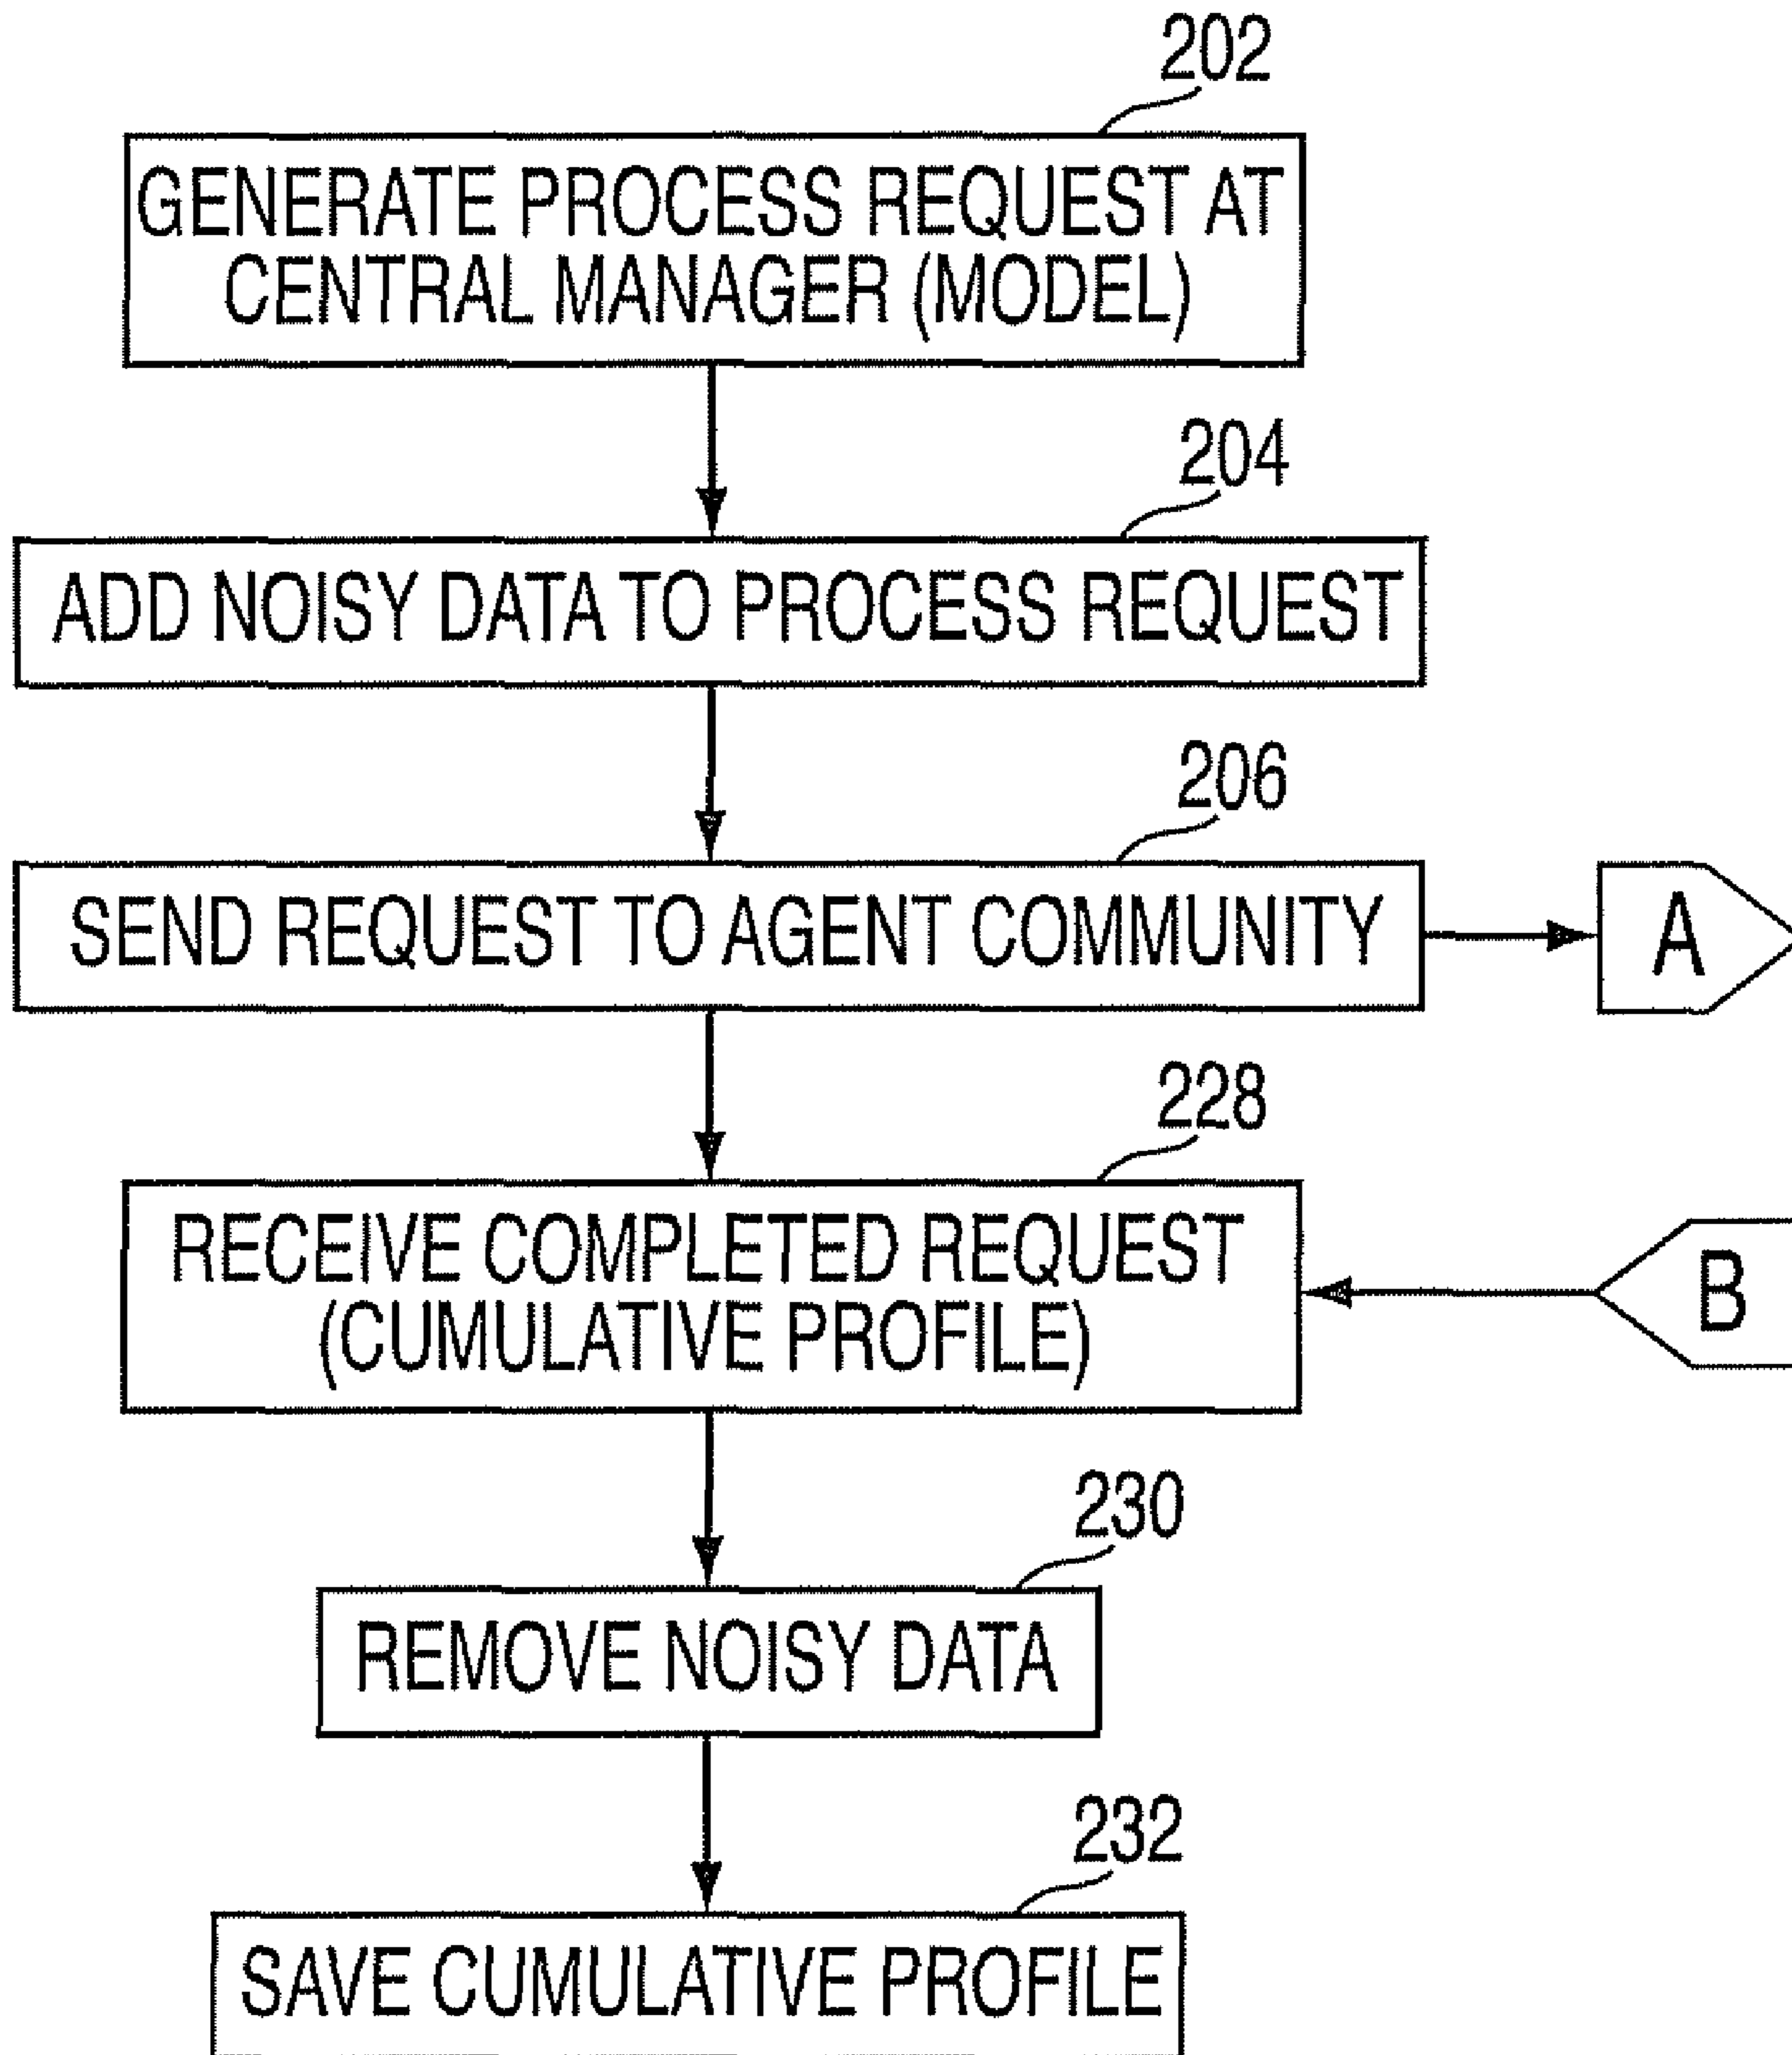 202
GENERATE PROCESS REQUEST AT
CENTRAL MANAGER (MODEL)
204
ADD NOISY DATA TO PROCESS REQUEST
206
SEND REQUEST TO AGENT COMMUNITY
A
228
RECEIVE COMPLETED REQUEST
(CUMULATIVE PROFILE)
B
230
REMOVE NOISY DATA
232
SAVE CUMULATIVE PROFILE